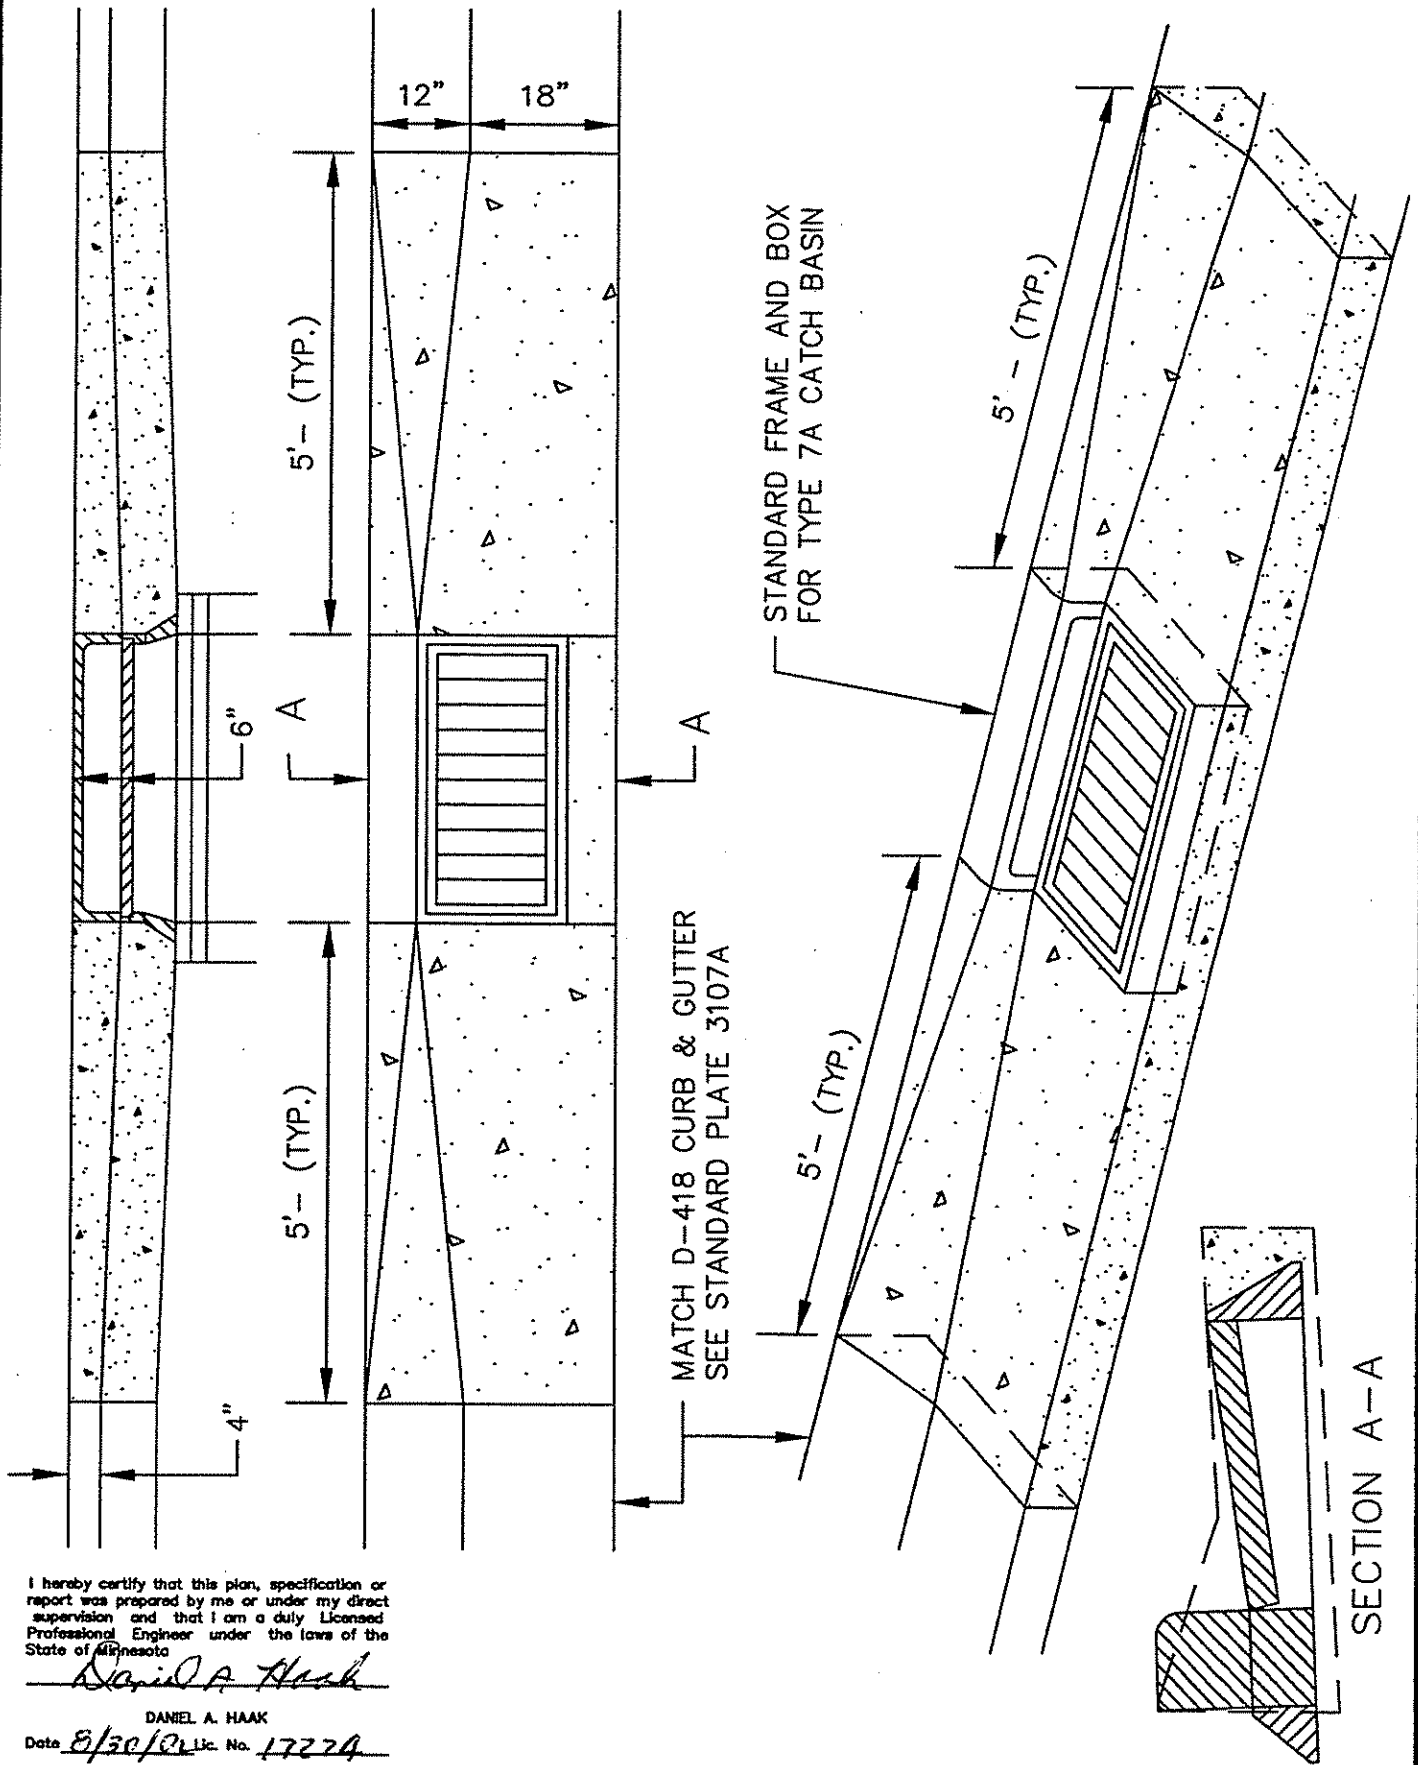 12"
18"
5'- (TYP.)
6"
A
A
5'- (TYP.)
4"
STANDARD FRAME AND BOX
FOR TYPE 7A CATCH BASIN
5' - (TYP.)
5'- (TYP.)
MATCH D-418 CURB & GUTTER
SEE STANDARD PLATE 3107A
SECTION A-A
I hereby certify that this plan, specification or
report was prepared by me or under my direct
supervision and that I am a duly Licensed
Professional Engineer under the laws of the
State of Minnesota
Daniel A Haak
DANIEL A. HAAK
Date 8/30/02 Lic. No.